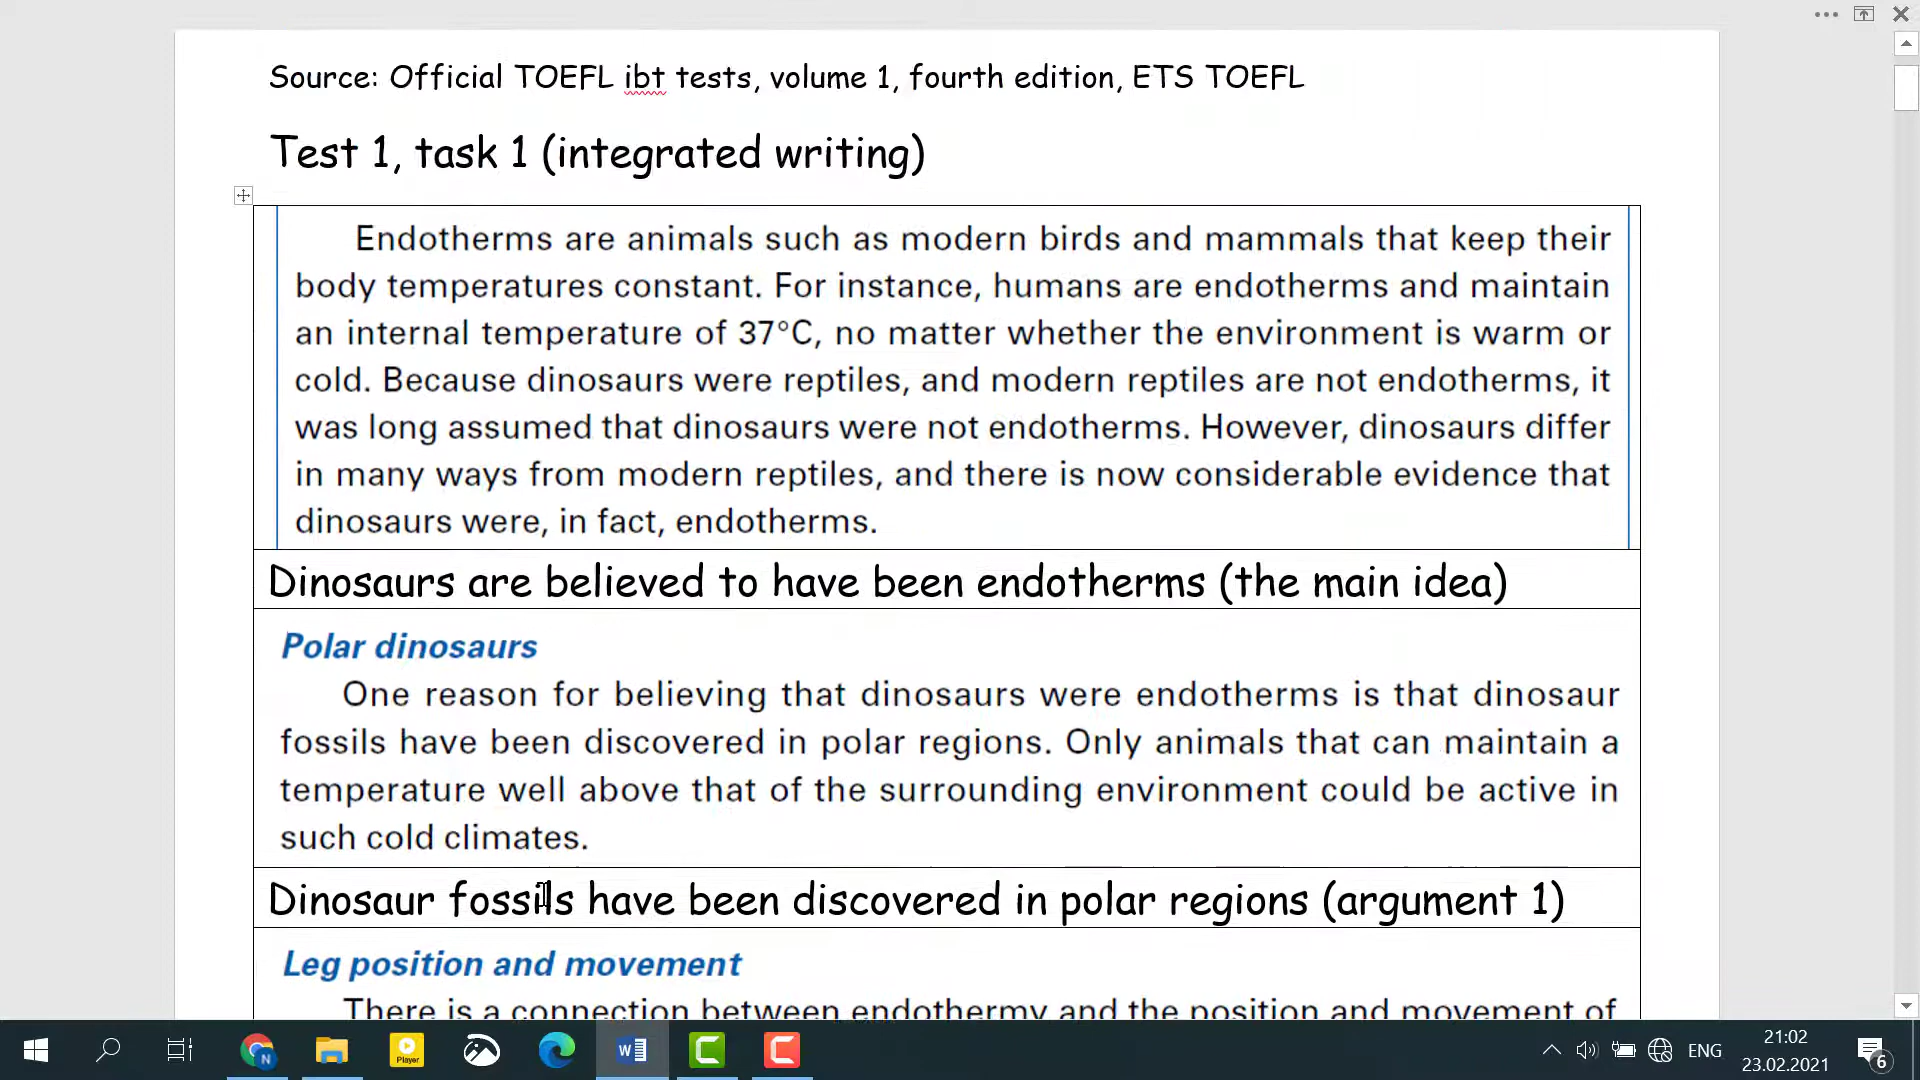 Source: Official TOEFL ibt tests, volume 1, fourth edition, ETS TOEFL
Test 1, task 1 (integrated writing)
Endotherms are animals such as modern birds and mammals that keep their
body temperatures constant. For instance, humans are endotherms and maintain
an internal temperature of 37°C, no matter whether the environment is warm or
cold. Because dinosaurs were reptiles, and modern reptiles are not endotherms, it
was long assumed that dinosaurs were not endotherms. However, dinosaurs differ
in many ways from modern reptiles, and there is now considerable evidence that
dinosaurs were, in fact, endotherms.
Dinosaurs are believed to have been endotherms (the main idea)
Polar dinosaurs
One reason for believing that dinosaurs were endotherms is that dinosaur
fossils have been discovered in polar regions. Only animals that can maintain a
temperature well above that of the surrounding environment could be active in
such cold climates.
Dinosaur fossils have been discovered in polar regions (argument 1)
Leg position and movement
There is a connection between endothermy and the position and movement of
N
Player
W
C
C
ENG
21:02
23.02.2021
6